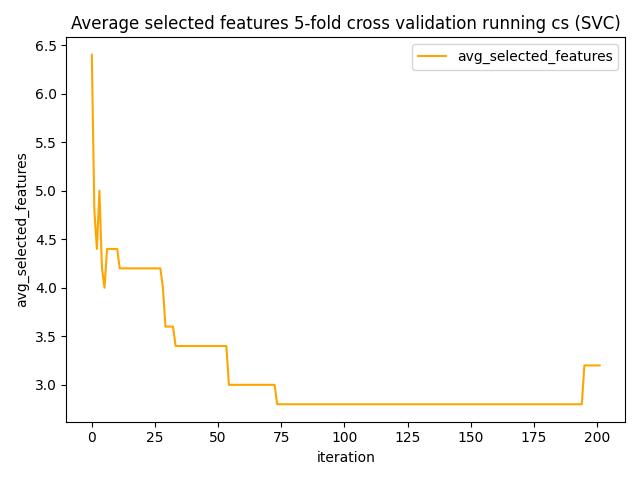 Average selected features 5-fold cross validation running cs (SVC)
avg_selected_features
avg_selected_features
6.5
6.0
5.5
5.0
4.5
4.0
3.5
3.0
0 25 50 75 100 125 150 175 200
iteration